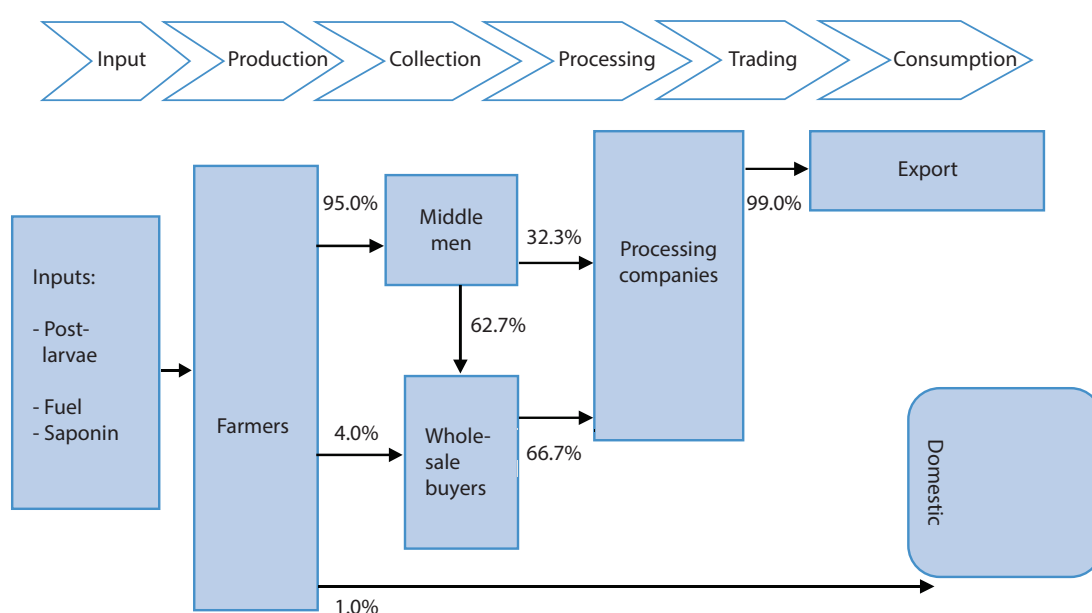 Input
Production
Collection
Processing
Trading
Consumption
Inputs:
- Post-
larvae
- Fuel
- Saponin
Farmers
95.0%
4.0%
1.0%
Middle
men
62.7%
Whole-
sale
buyers
32.3%
66.7%
Processing
companies
99.0%
Export
Domestic